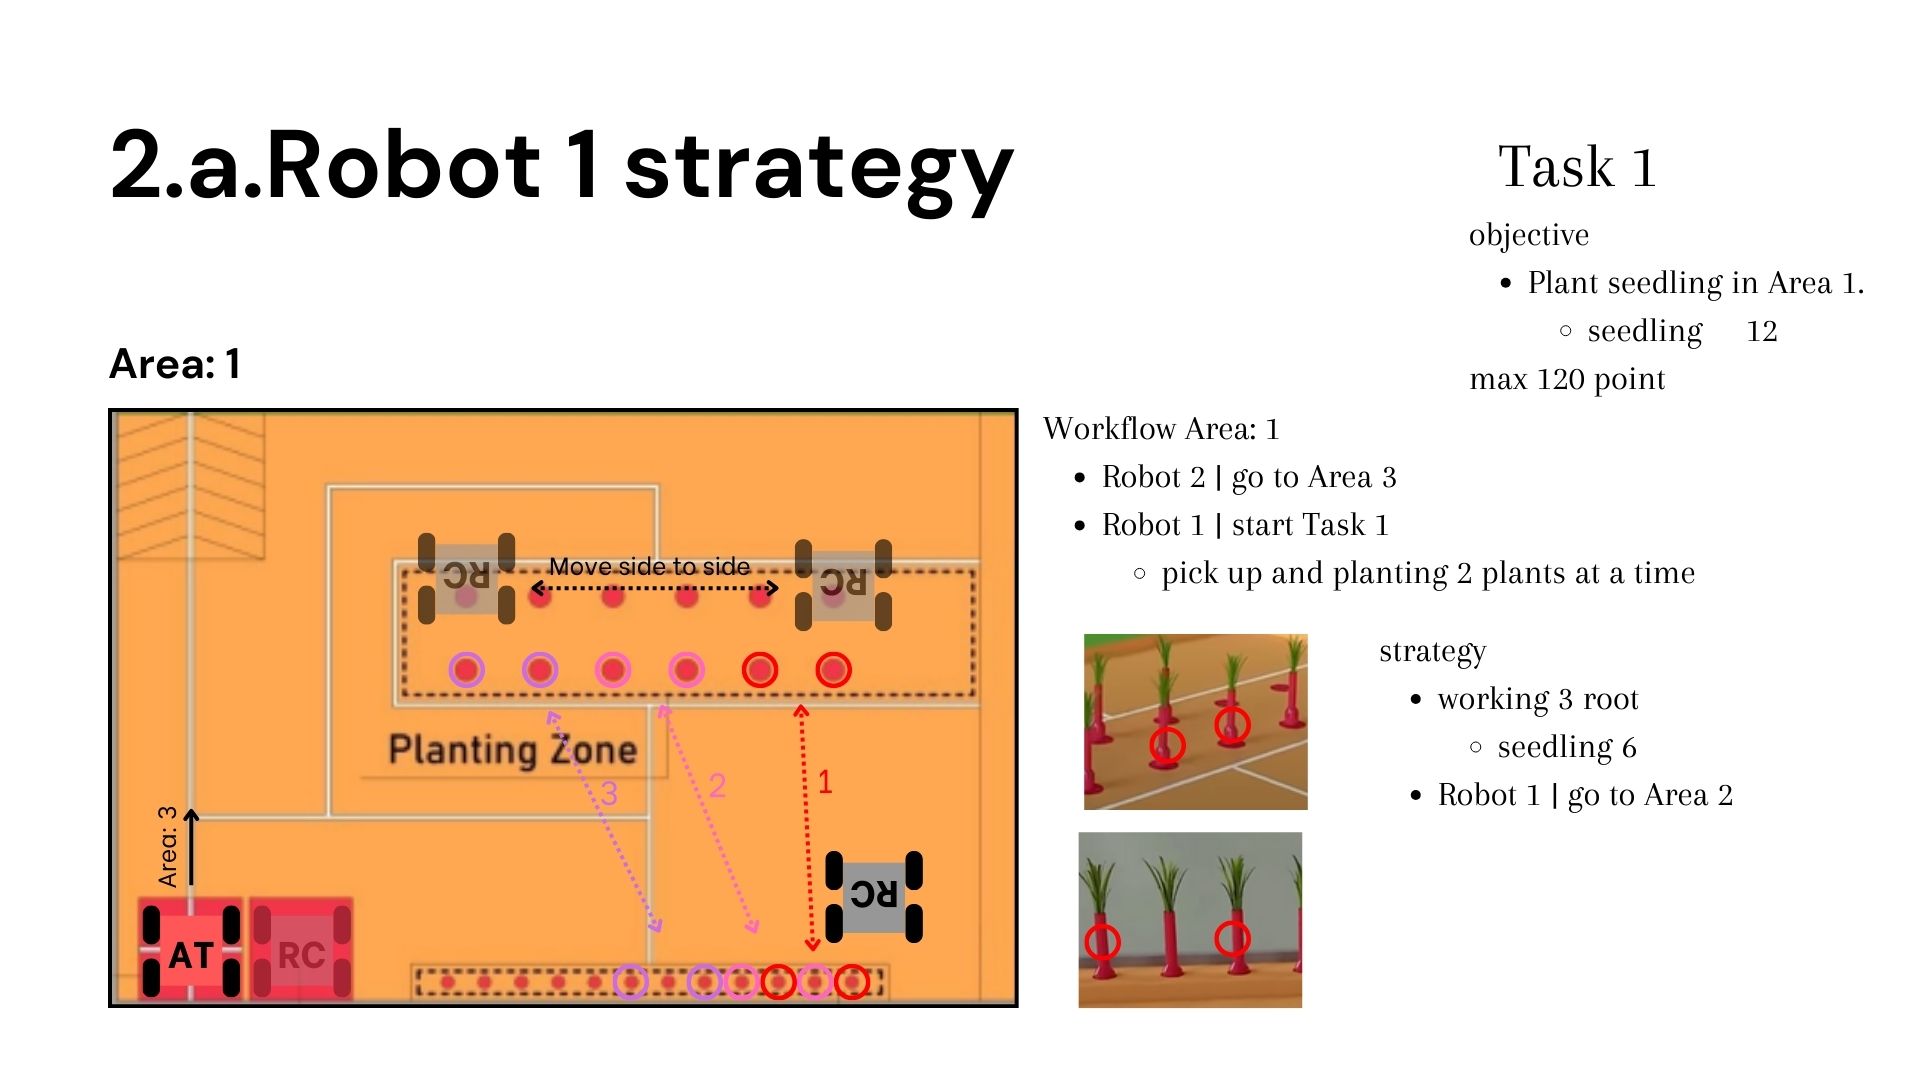 2.a.Robot 1 strategy
Task 1
objective
Plant seedling in Area 1.
seedling 12
max 120 point
Area: 1
Workflow Area: 1
Robot 2 | go to Area 3
Robot 1 | start Task 1
pick up and planting 2 plants at a time
strategy
working 3 root
seedling 6
Robot 1 | go to Area 2
RC
Move side to side
RC
Planting Zone
3
2
1
Area: 3
RC
AT
RC